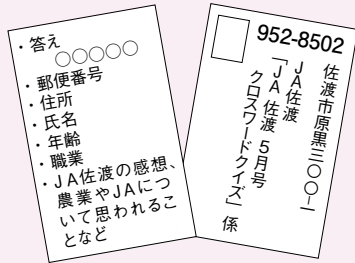 ・答え
○○○○○
・郵便番号
・住所
・氏名
・年齢
・職業
・JA佐渡の感想、
農業やJAにつ
いて思われるこ
となど
952-8502
佐渡市原黒三〇〇−一
JA佐渡
「JA佐渡 5月号
クロスワードクイズ」係